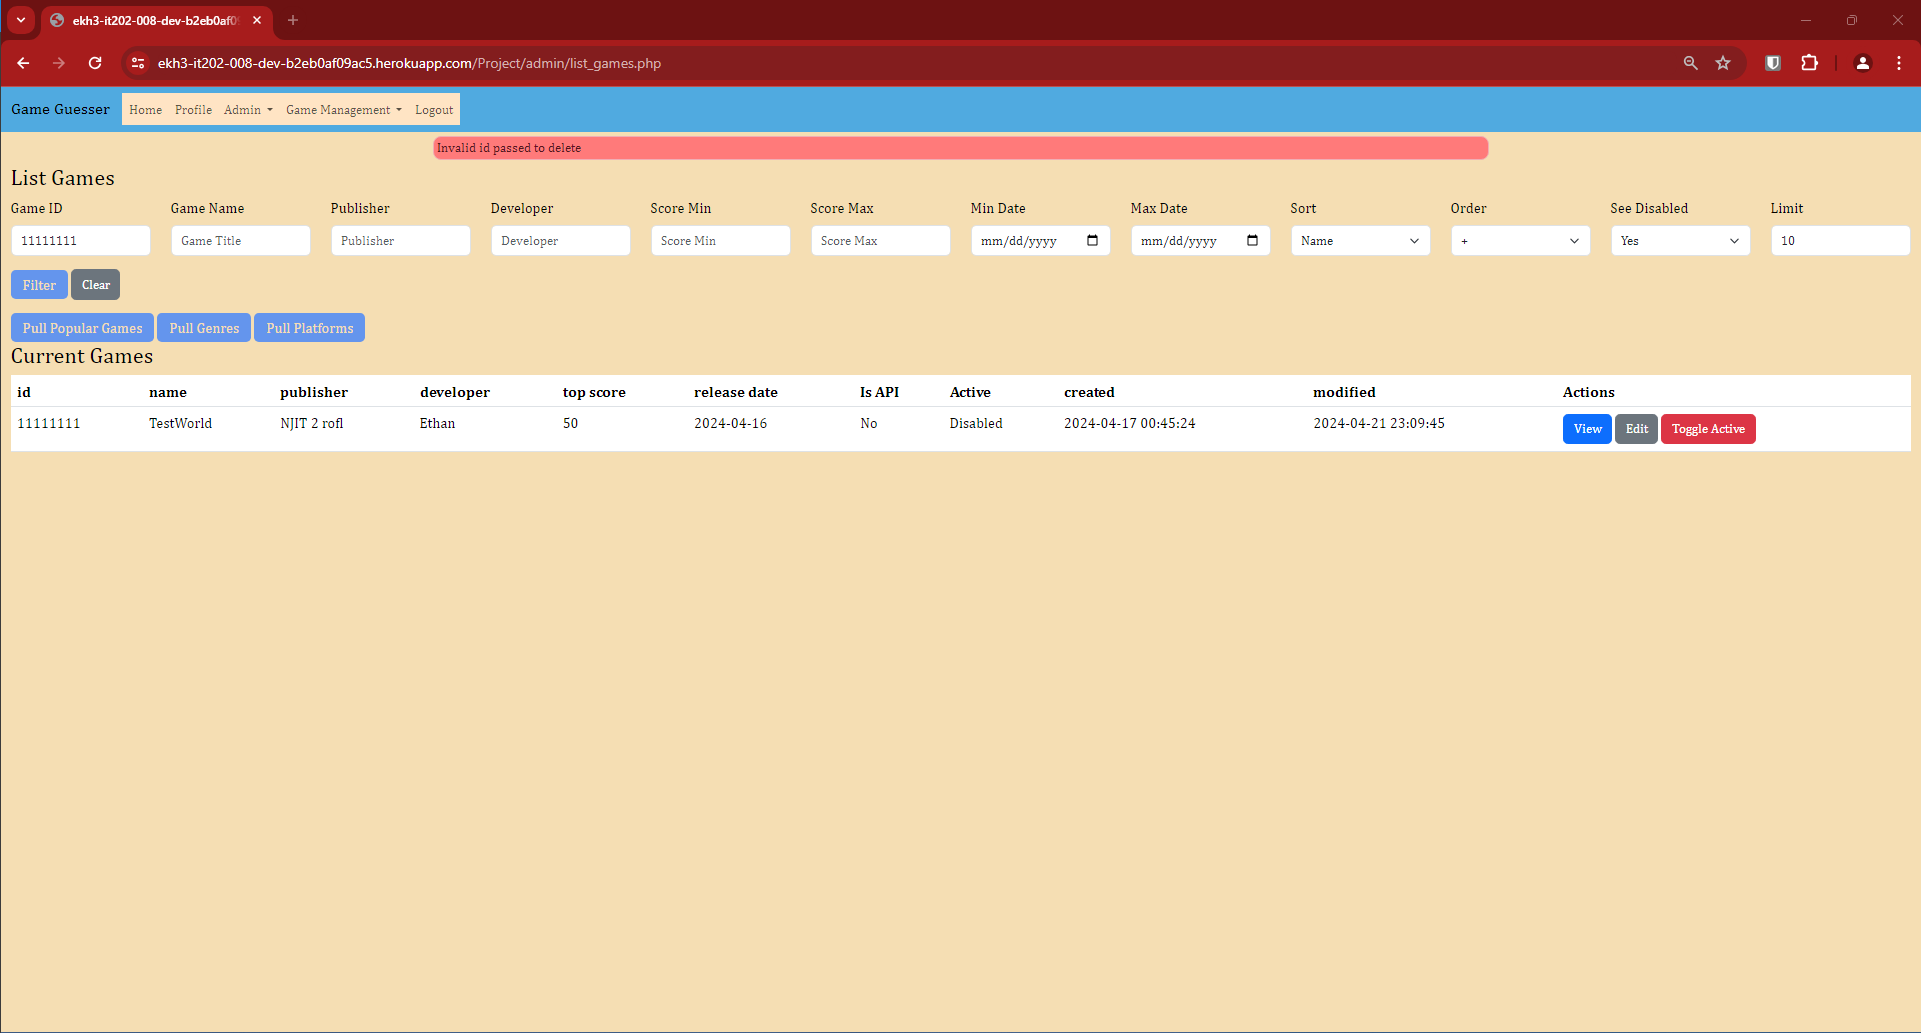 ekh3-it202-008-dev-b2eb0af0
ekh3-it202-008-dev-b2eb0af09ac5.herokuapp.com/Project/admin/list_games.php
Game Guesser Home Profile Admin Game Management Logout
Invalid id passed to delete
List Games
Game ID Game Name Publisher Developer Score Min Score Max Min Date Max Date Sort Order See Disabled Limit
11111111 Game Title Publisher Developer Score Min Score Max mm/dd/yyyy mm/dd/yyyy Name + Yes 10
Filter Clear
Pull Popular Games Pull Genres Pull Platforms
Current Games
id name publisher developer top score release date Is API Active created modified Actions
11111111 TestWorld NJIT 2 rofl Ethan 50 2024-04-16 No Disabled 2024-04-17 00:45:24 2024-04-21 23:09:45 View Edit Toggle Active